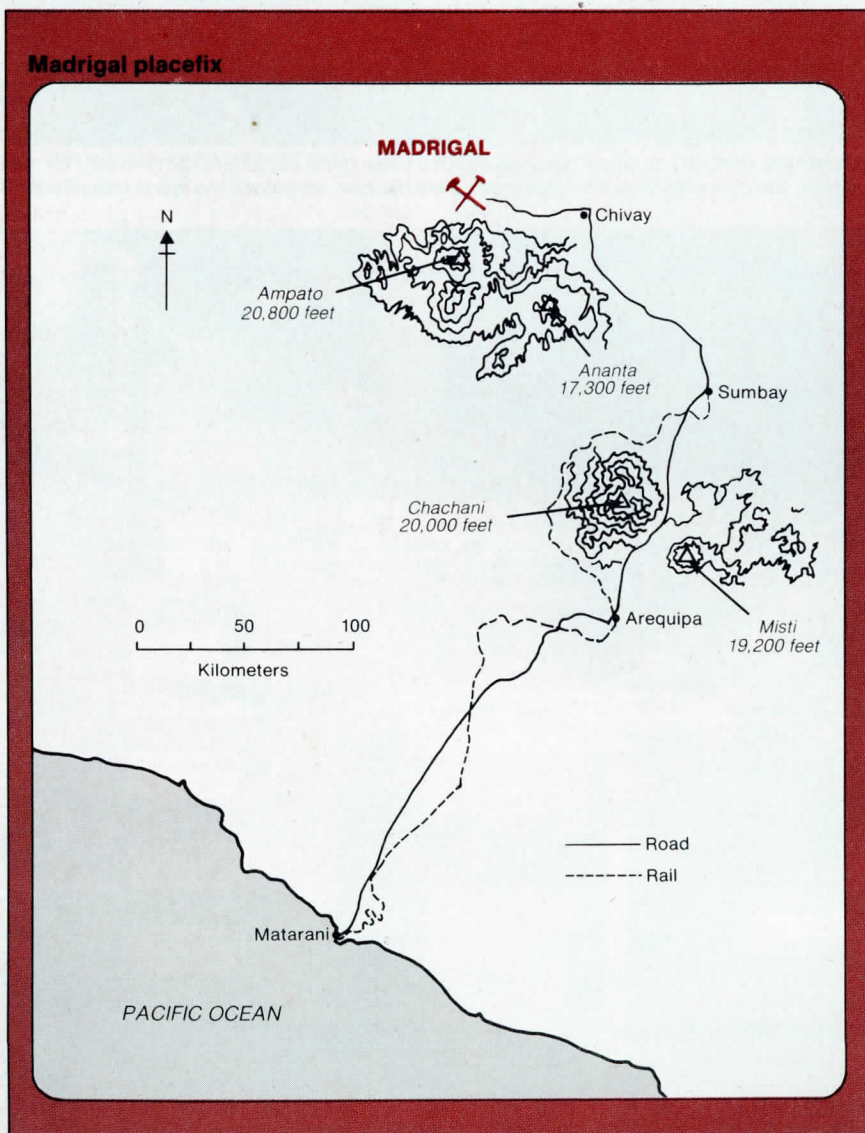 Madrigal placefix
MADRIGAL
N
Chivay
Ampato
20,800 feet
Ananta
17,300 feet
Sumbay
Chachani
20,000 feet
Arequipa
Misti
19,200 feet
0 50 100
Kilometers
Road
Rail
Matarani
PACIFIC OCEAN